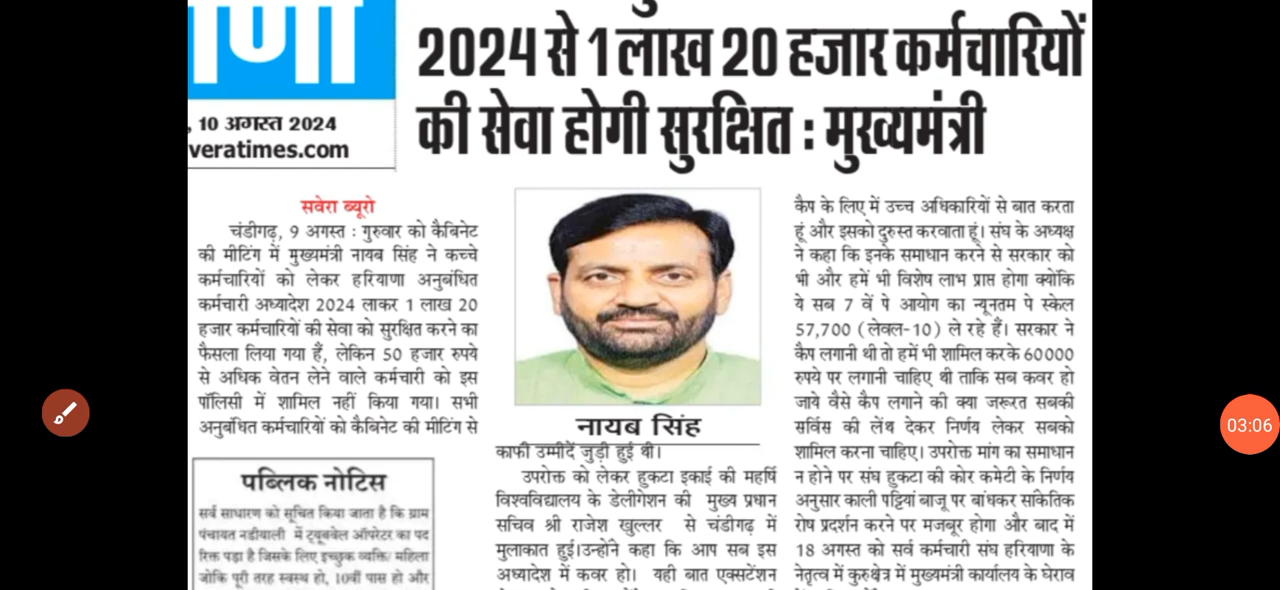 2024 से 1 लाख 20 हजार कर्मचारियों
की सेवा होगी सुरक्षित : मुख्यमंत्री
, 10 अगस्त 2024
veratimes.com
सवेरा ब्यूरो
चंडीगढ़, 9 अगस्त : गुरुवार को कैबिनेट
की मीटिंग में मुख्यमंत्री नायब सिंह ने कच्चे
कर्मचारियों को लेकर हरियाणा अनुबंधित
कर्मचारी अध्यादेश 2024 लाकर 1 लाख 20
हजार कर्मचारियों की सेवा को सुरक्षित करने का
फैसला लिया गया हैं, लेकिन 50 हजार रुपये
से अधिक वेतन लेने वाले कर्मचारी को इस
पॉलिसी में शामिल नहीं किया गया। सभी
अनुबंधित कर्मचारियों को कैबिनेट की मीटिंग से
पब्लिक नोटिस
सर्व साधारण को सूचित किया जाता है कि ग्राम
पंचायत नडीयाली में ट्यूबवेल ऑपरेटर का पद
रिक्त पड़ा है जिसके लिए इच्छुक व्यक्ति/ महिला
जोकि पूरी तरह स्वस्थ हो, 10वीं पास हो और
नायब सिंह
काफी उम्मीदें जुड़ी हुई थी।
उपरोक्त को लेकर हुकटा इकाई की महर्षि
विश्वविद्यालय के डेलीगेशन की मुख्य प्रधान
सचिव श्री राजेश खुल्लर से चंडीगढ़ में
मुलाकात हुई।उन्होंने कहा कि आप सब इस
अध्यादेश में कवर हो। यही बात एक्सटेंशन
कैप के लिए में उच्च अधिकारियों से बात करता
हूं और इसको दुरुस्त करवाता हूं। संघ के अध्यक्ष
ने कहा कि इनके समाधान करने से सरकार को
भी और हमें भी विशेष लाभ प्राप्त होगा क्योंकि
ये सब 7 वें पे आयोग का न्यूनतम पे स्केल
57,700 (लेवल-10) ले रहे हैं। सरकार ने
कैप लगानी थी तो हमें भी शामिल करके 60000
रुपये पर लगानी चाहिए थी ताकि सब कवर हो
जाये वैसे कैप लगाने की क्या जरूरत सबकी
सर्विस की लेंथ देकर निर्णय लेकर सबको
शामिल करना चाहिए। उपरोक्त मांग का समाधान
न होने पर संघ हुकटा की कोर कमेटी के निर्णय
अनुसार काली पट्टियां बाजू पर बांधकर सांकेतिक
रोष प्रदर्शन करने पर मजबूर होगा और बाद में
18 अगस्त को सर्व कर्मचारी संघ हरियाणा के
नेतृत्व में कुरुक्षेत्र में मुख्यमंत्री कार्यालय के घेराव
03:06